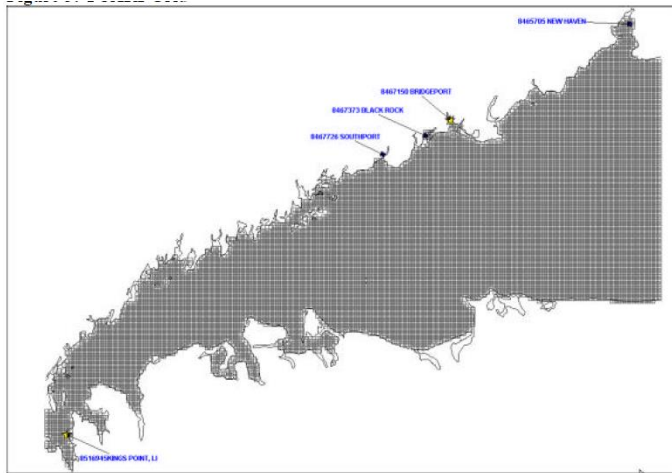 8465705 NEW HAVEN
8467150 BRIDGEPORT
8467373 BLACK ROCK
8467726 SOUTHPORT
8516945KINGS POINT, LI